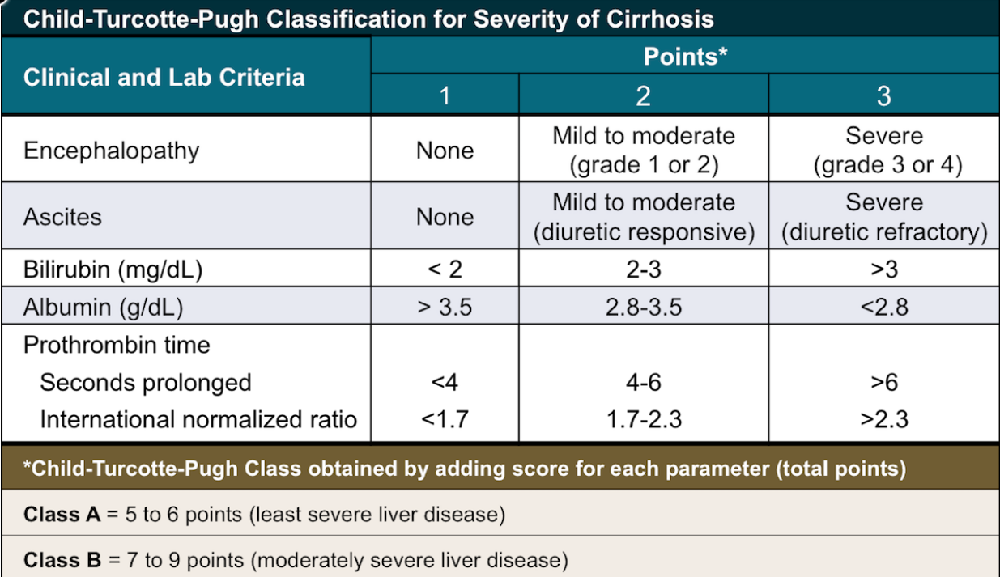 Child-Turcotte-Pugh Classification for Severity of Cirrhosis
Clinical and Lab Criteria
Points*
1 2 3
Encephalopathy None Mild to moderate (grade 1 or 2) Severe (grade 3 or 4)
Ascites None Mild to moderate (diuretic responsive) Severe (diuretic refractory)
Bilirubin (mg/dL) < 2 2-3 >3
Albumin (g/dL) > 3.5 2.8-3.5 <2.8
Prothrombin time
Seconds prolonged <4 4-6 >6
International normalized ratio <1.7 1.7-2.3 >2.3
*Child-Turcotte-Pugh Class obtained by adding score for each parameter (total points)
Class A = 5 to 6 points (least severe liver disease)
Class B = 7 to 9 points (moderately severe liver disease)